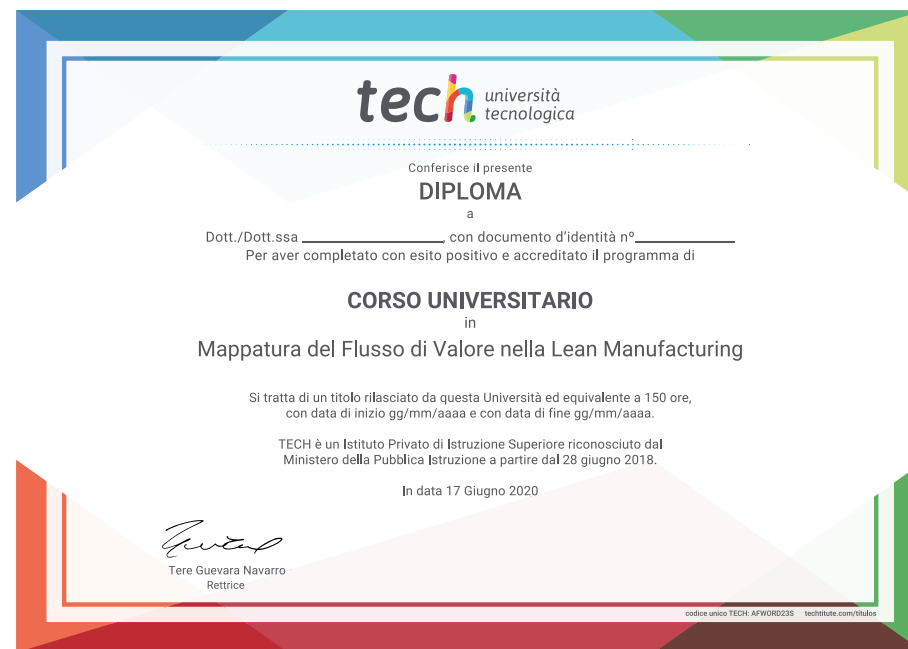 tech università
tecnologica
Conferisce il presente
DIPLOMA
a
Dott./Dott.ssa ________________, con documento d'identità nº____________
Per aver completato con esito positivo e accreditato il programma di
CORSO UNIVERSITARIO
in
Mappatura del Flusso di Valore nella Lean Manufacturing
Si tratta di un titolo rilasciato da questa Università ed equivalente a 150 ore,
con data di inizio gg/mm/aaaa e con data di fine gg/mm/aaaa.
TECH è un Istituto Privato di Istruzione Superiore riconosciuto dal
Ministero della Pubblica Istruzione a partire dal 28 giugno 2018.
In data 17 Giugno 2020
Tere Guevara Navarro
Rettrice
codice unico TECH: AFWORD23S techtitute.com/titulos